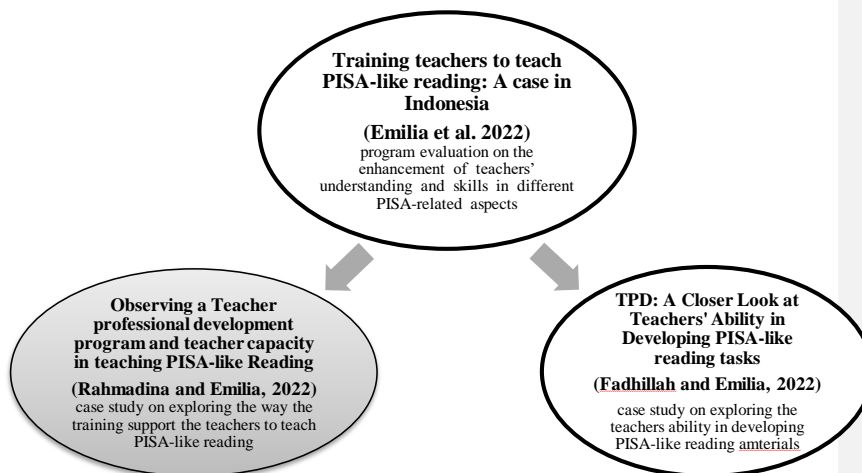 Training teachers to teach
PISA-like reading: A case in
Indonesia
(Emilia et al. 2022)
program evaluation on the
enhancement of teachers'
understanding and skills in different
PISA-related aspects
Observing a Teacher
professional development
program and teacher capacity
in teaching PISA-like Reading
(Rahmadina and Emilia, 2022)
case study on exploring the way the
training support the teachers to teach
PISA-like reading
TPD: A Closer Look at
Teachers' Ability in
Developing PISA-like
reading tasks
(Fadhillah and Emilia, 2022)
case study on exploring the
teachers ability in developing
PISA-like reading amterials